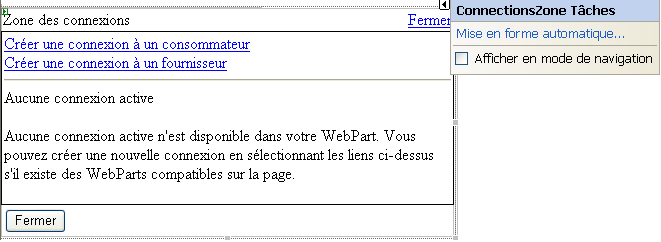 Zone des connexions
Fermer
Créer une connexion à un consommateur
Créer une connexion à un fournisseur
Aucune connexion active
Aucune connexion active n'est disponible dans votre WebPart. Vous
pouvez créer une nouvelle connexion en sélectionnant les liens ci-dessus
s'il existe des WebParts compatibles sur la page.
Fermer
ConnectionsZone Tâches
Mise en forme automatique...
Afficher en mode de navigation